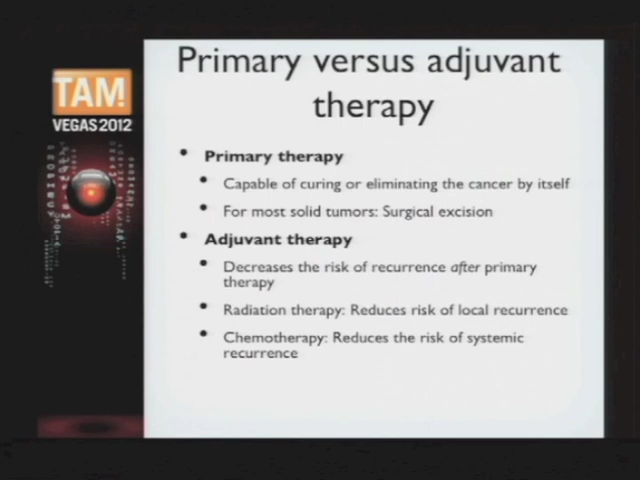 TAM!
VEGAS 2012
Primary versus adjuvant
therapy
• Primary therapy
• Capable of curing or eliminating the cancer by itself
• For most solid tumors: Surgical excision
• Adjuvant therapy
• Decreases the risk of recurrence after primary
therapy
• Radiation therapy: Reduces risk of local recurrence
• Chemotherapy: Reduces the risk of systemic
recurrence